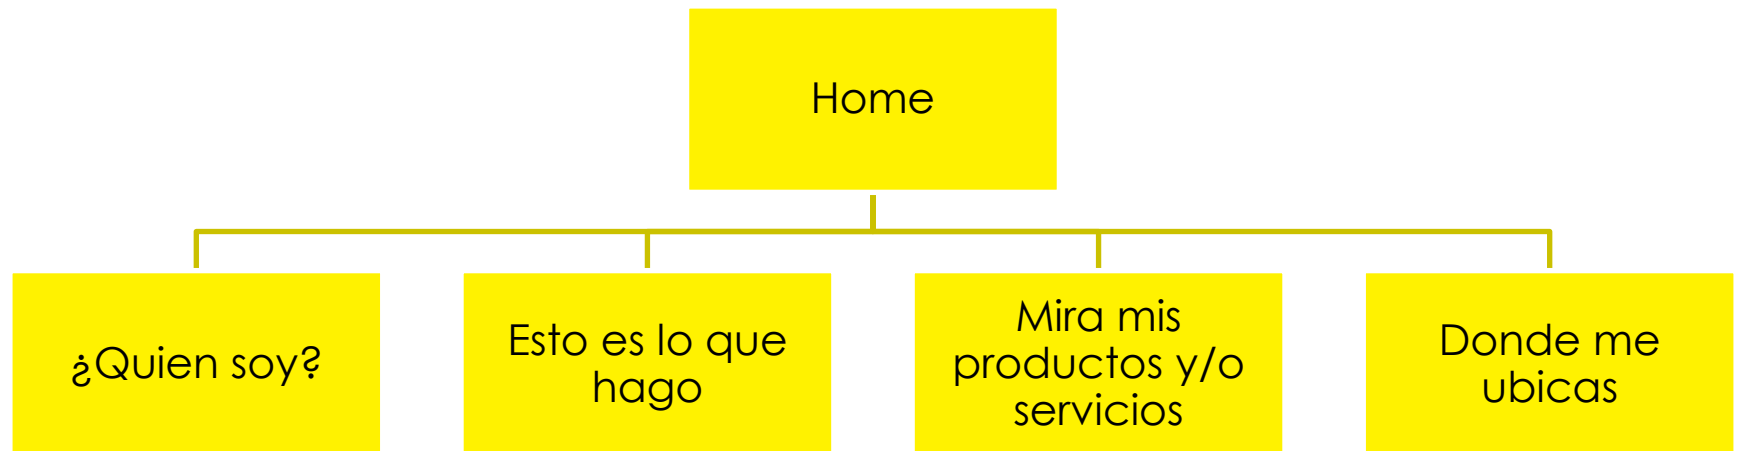 Home
¿Quien soy?
Esto es lo que
hago
Mira mis
productos y/o
servicios
Donde me
ubicas